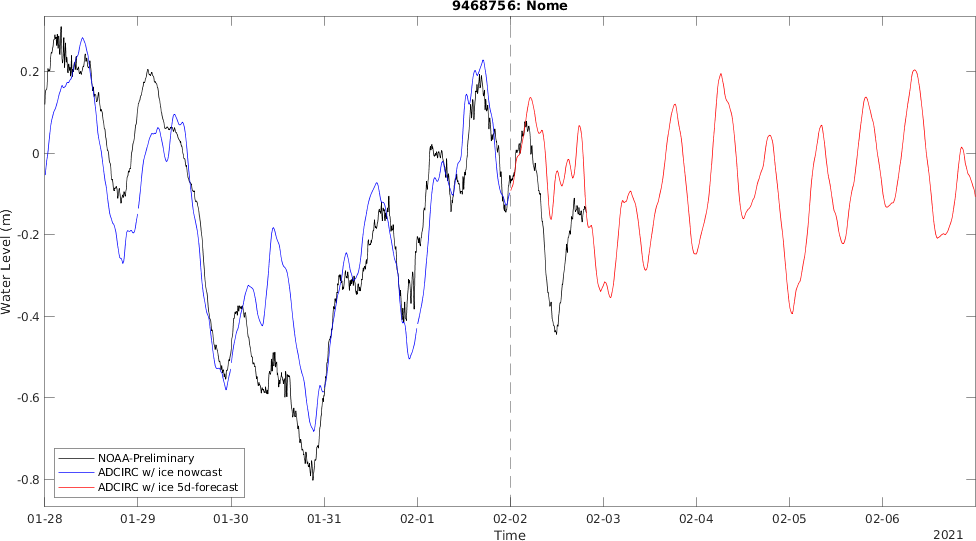 9468756: Nome
Water Level (m)
0.2
0
-0.2
-0.4
-0.6
-0.8
NOAA-Preliminary
ADCIRC w/ ice nowcast
ADCIRC w/ ice 5d-forecast
01-28 01-29 01-30 01-31 02-01 02-02 02-03 02-04 02-05 02-06
Time
2021